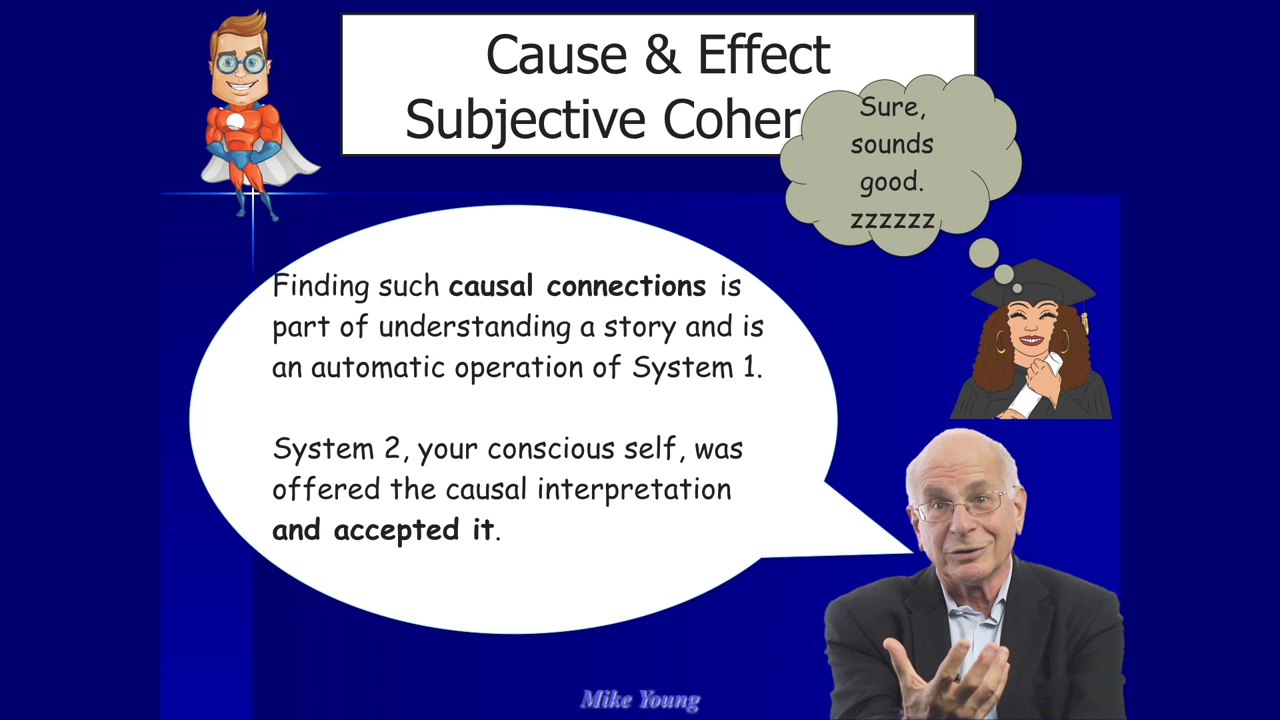 Cause & Effect
Subjective Coher
Sure,
sounds
good.
zzzzzz
Finding such causal connections is
part of understanding a story and is
an automatic operation of System 1.
System 2, your conscious self, was
offered the causal interpretation
and accepted it.
Mike Young